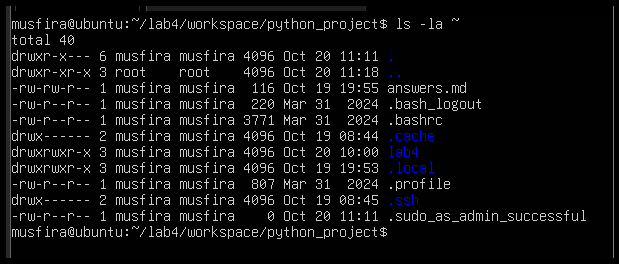 musfira@ubuntu:~/lab4/workspace/python_project$ ls -la ~
total 40
drwxr-x--- 6 musfira musfira 4096 Oct 20 11:11 .
drwxr-xr-x 3 root    root    4096 Oct 20 11:18 ..
-rw-rw-r-- 1 musfira musfira  116 Oct 19 19:55 answers.md
-rw-r--r-- 1 musfira musfira  220 Mar 31  2024 .bash_logout
-rw-r--r-- 1 musfira musfira 3771 Mar 31  2024 .bashrc
drwx------ 2 musfira musfira 4096 Oct 19 08:44 .cache
drwxrwxr-x 3 musfira musfira 4096 Oct 20 10:00 lab4
drwxrwxr-x 3 musfira musfira 4096 Oct 19 19:53 .local
-rw-r--r-- 1 musfira musfira  807 Mar 31  2024 .profile
drwx------ 2 musfira musfira 4096 Oct 19 08:45 .ssh
-rw-r--r-- 1 musfira musfira    0 Oct 20 11:11 .sudo_as_admin_successful
musfira@ubuntu:~/lab4/workspace/python_project$